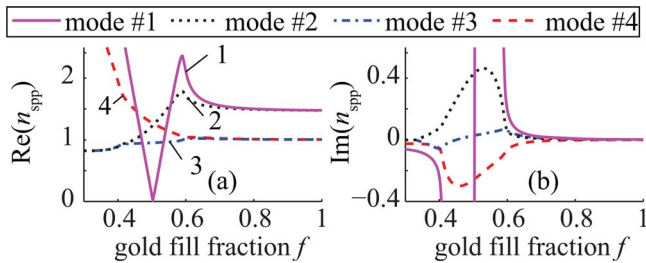 mode #1 mode #2 mode #3 mode #4
Re(n_spp)
2
1
0
1
2
3
4
(a)
0.4 0.6 0.8 1
gold fill fraction f
Im(n_spp)
0.4
0
−0.4
(b)
0.4 0.6 0.8 1
gold fill fraction f